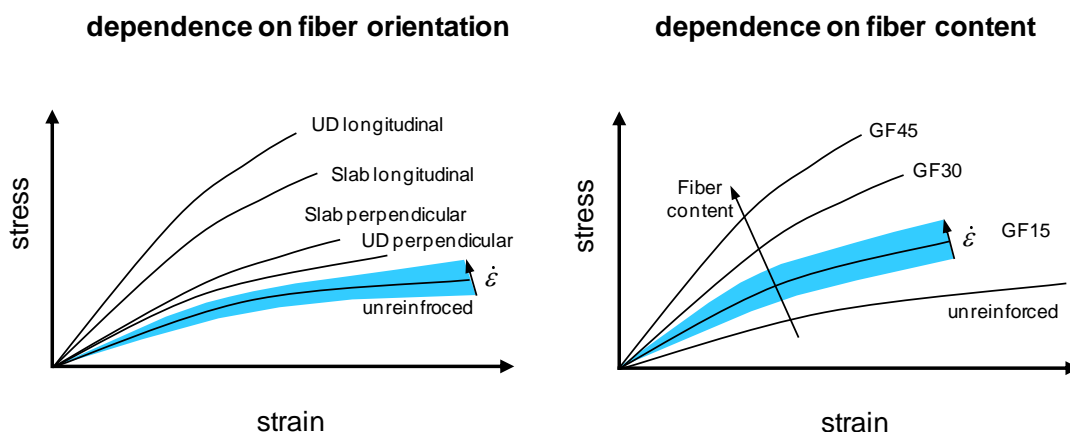 dependence on fiber orientation
stress
UD longitudinal
Slab longitudinal
Slab perpendicular
UD perpendicular
ε̇
unreinfroced
strain
dependence on fiber content
stress
GF45
GF30
Fiber
content
GF15
ε̇
unreinforced
strain